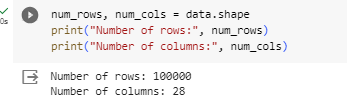 0s
num_rows, num_cols = data.shape
print("Number of rows:", num_rows)
print("Number of columns:", num_cols)
Number of rows: 100000
Number of columns: 28